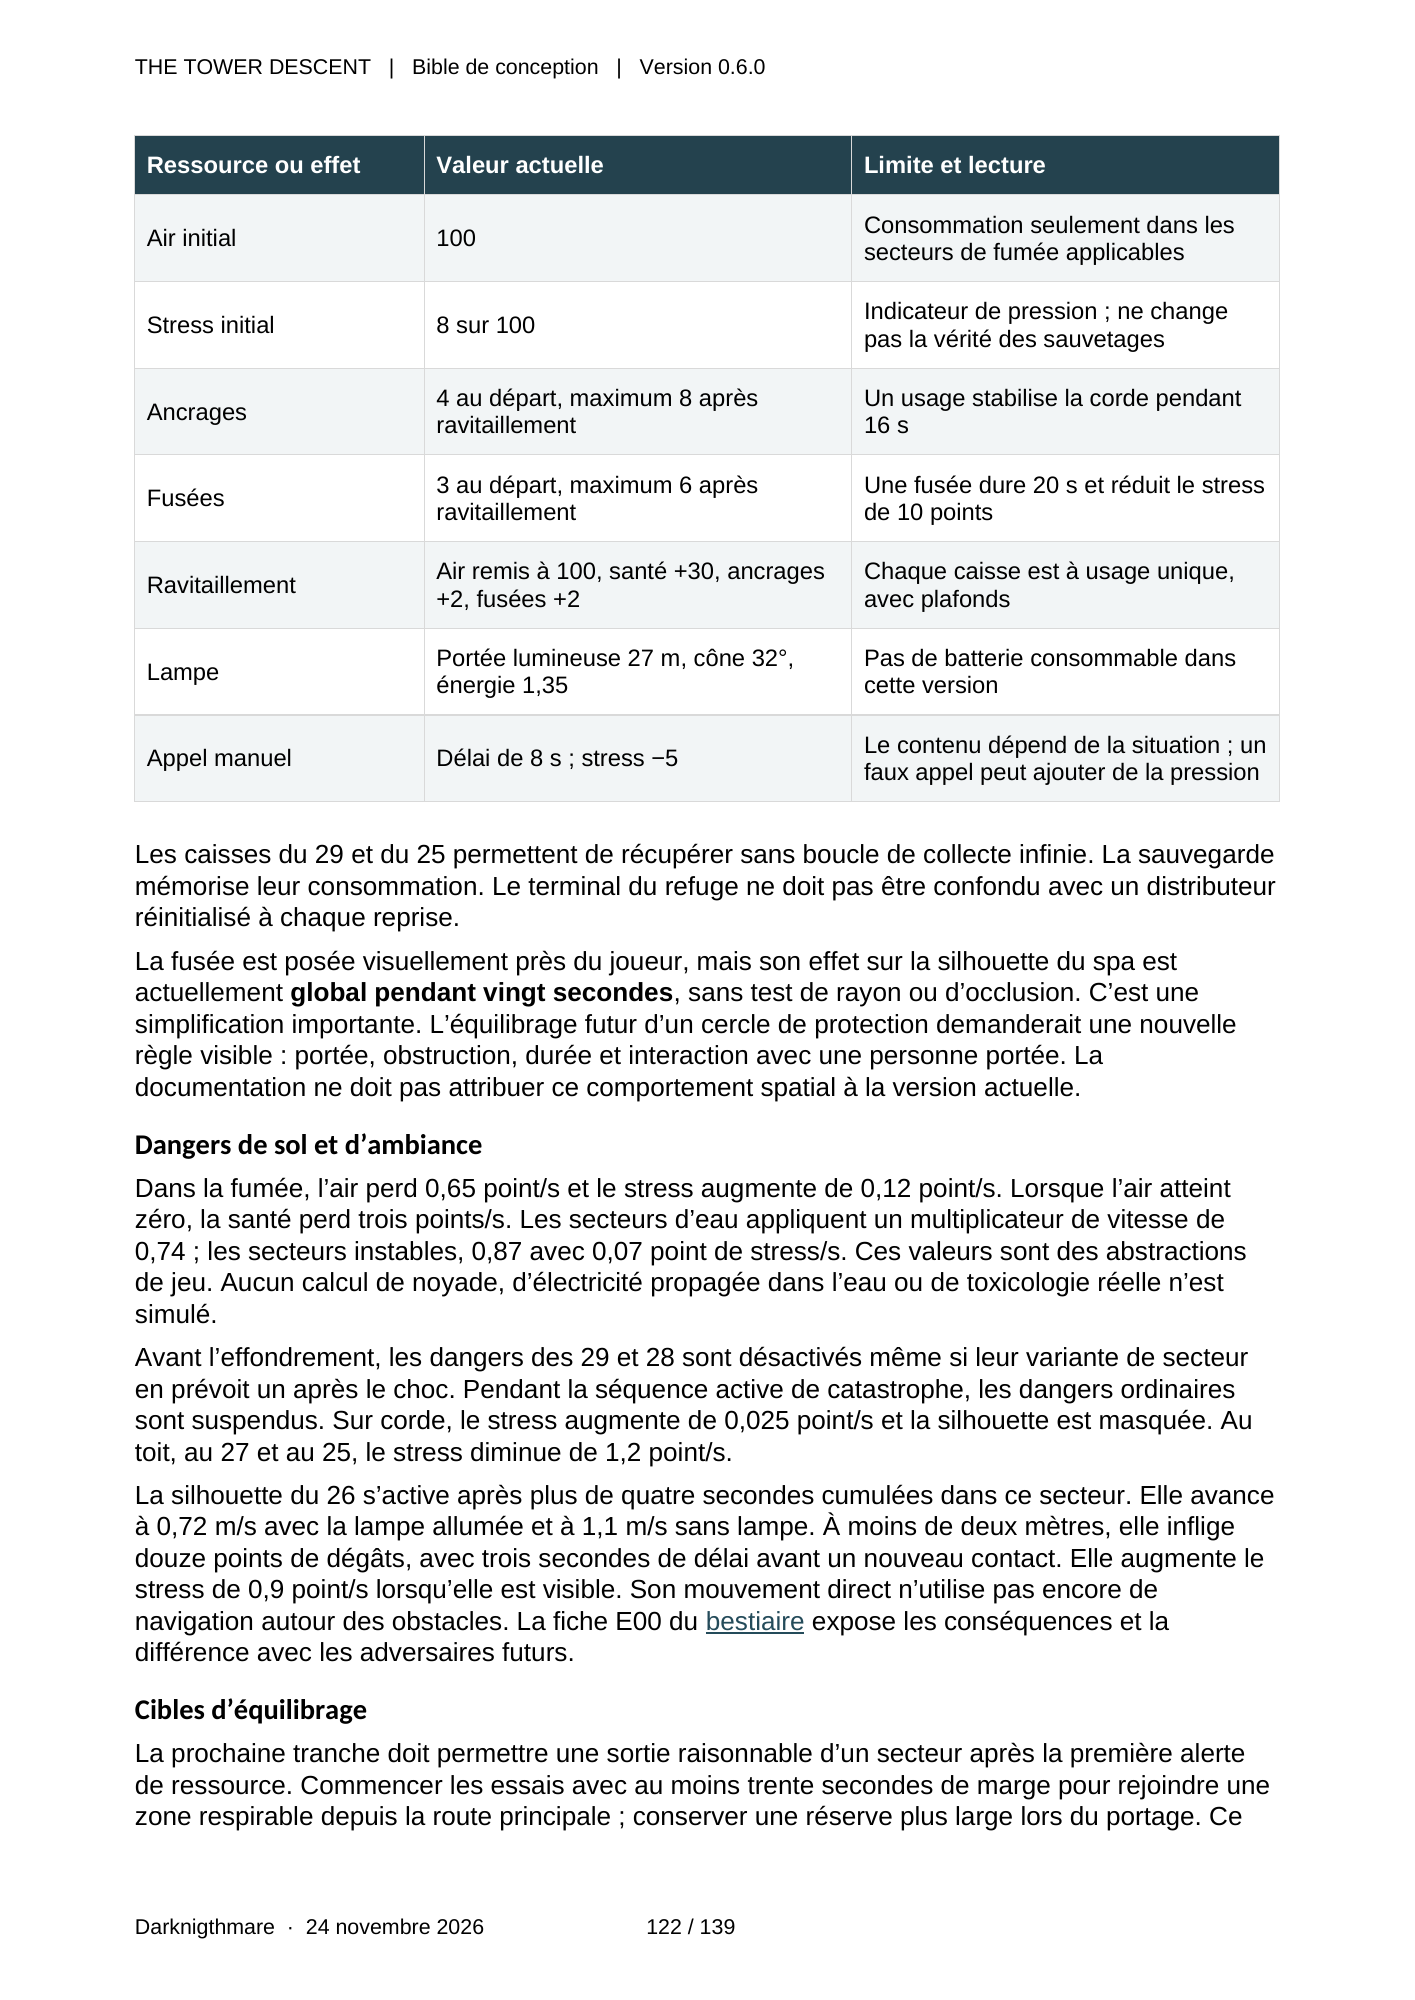 THE TOWER DESCENT | Bible de conception | Version 0.6.0
Ressource ou effet | Valeur actuelle | Limite et lecture
Air initial | 100 | Consommation seulement dans les
secteurs de fumée applicables
Stress initial | 8 sur 100 | Indicateur de pression ; ne change
pas la vérité des sauvetages
Ancrages | 4 au départ, maximum 8 après
ravitaillement | Un usage stabilise la corde pendant
16 s
Fusées | 3 au départ, maximum 6 après
ravitaillement | Une fusée dure 20 s et réduit le stress
de 10 points
Ravitaillement | Air remis à 100, santé +30, ancrages
+2, fusées +2 | Chaque caisse est à usage unique,
avec plafonds
Lampe | Portée lumineuse 27 m, cône 32°,
énergie 1,35 | Pas de batterie consommable dans
cette version
Appel manuel | Délai de 8 s ; stress −5 | Le contenu dépend de la situation ; un
faux appel peut ajouter de la pression
Les caisses du 29 et du 25 permettent de récupérer sans boucle de collecte infinie. La sauvegarde
mémorise leur consommation. Le terminal du refuge ne doit pas être confondu avec un distributeur
réinitialisé à chaque reprise.
La fusée est posée visuellement près du joueur, mais son effet sur la silhouette du spa est
actuellement global pendant vingt secondes, sans test de rayon ou d’occlusion. C’est une
simplification importante. L’équilibrage futur d’un cercle de protection demanderait une nouvelle
règle visible : portée, obstruction, durée et interaction avec une personne portée. La
documentation ne doit pas attribuer ce comportement spatial à la version actuelle.
Dangers de sol et d’ambiance
Dans la fumée, l’air perd 0,65 point/s et le stress augmente de 0,12 point/s. Lorsque l’air atteint
zéro, la santé perd trois points/s. Les secteurs d’eau appliquent un multiplicateur de vitesse de
0,74 ; les secteurs instables, 0,87 avec 0,07 point de stress/s. Ces valeurs sont des abstractions
de jeu. Aucun calcul de noyade, d’électricité propagée dans l’eau ou de toxicologie réelle n’est
simulé.
Avant l’effondrement, les dangers des 29 et 28 sont désactivés même si leur variante de secteur
en prévoit un après le choc. Pendant la séquence active de catastrophe, les dangers ordinaires
sont suspendus. Sur corde, le stress augmente de 0,025 point/s et la silhouette est masquée. Au
toit, au 27 et au 25, le stress diminue de 1,2 point/s.
La silhouette du 26 s’active après plus de quatre secondes cumulées dans ce secteur. Elle avance
à 0,72 m/s avec la lampe allumée et à 1,1 m/s sans lampe. À moins de deux mètres, elle inflige
douze points de dégâts, avec trois secondes de délai avant un nouveau contact. Elle augmente le
stress de 0,9 point/s lorsqu’elle est visible. Son mouvement direct n’utilise pas encore de
navigation autour des obstacles. La fiche E00 du bestiaire expose les conséquences et la
différence avec les adversaires futurs.
Cibles d’équilibrage
La prochaine tranche doit permettre une sortie raisonnable d’un secteur après la première alerte
de ressource. Commencer les essais avec au moins trente secondes de marge pour rejoindre une
zone respirable depuis la route principale ; conserver une réserve plus large lors du portage. Ce
Darknigthmare · 24 novembre 2026 122 / 139